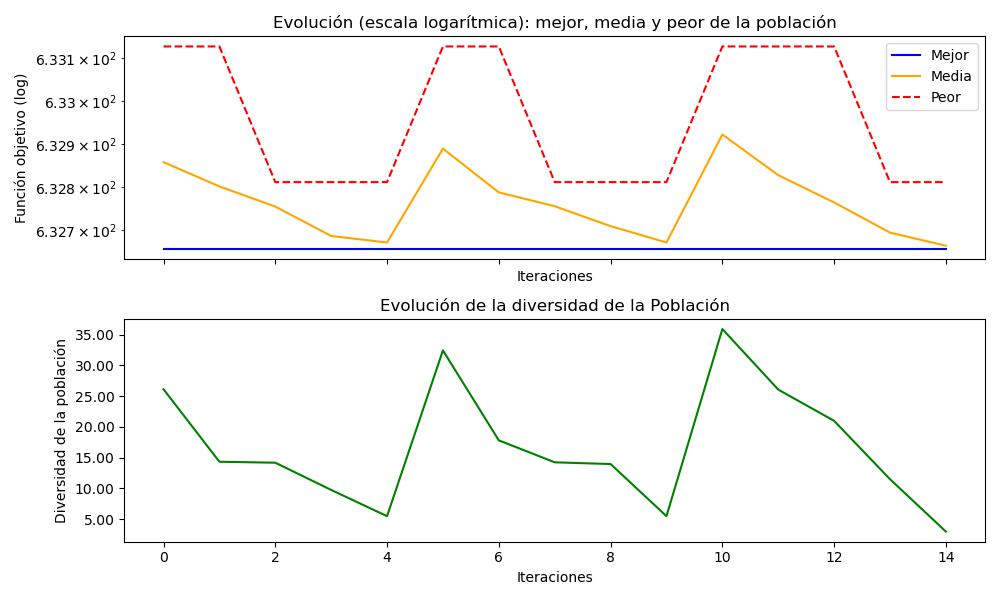 Evolución (escala logarítmica): mejor, media y peor de la población
Función objetivo (log)
6.331 × 10²
6.33 × 10²
6.329 × 10²
6.328 × 10²
6.327 × 10²
Mejor
Media
Peor
Iteraciones
Evolución de la diversidad de la Población
Diversidad de la población
35.00
30.00
25.00
20.00
15.00
10.00
5.00
0 2 4 6 8 10 12 14
Iteraciones